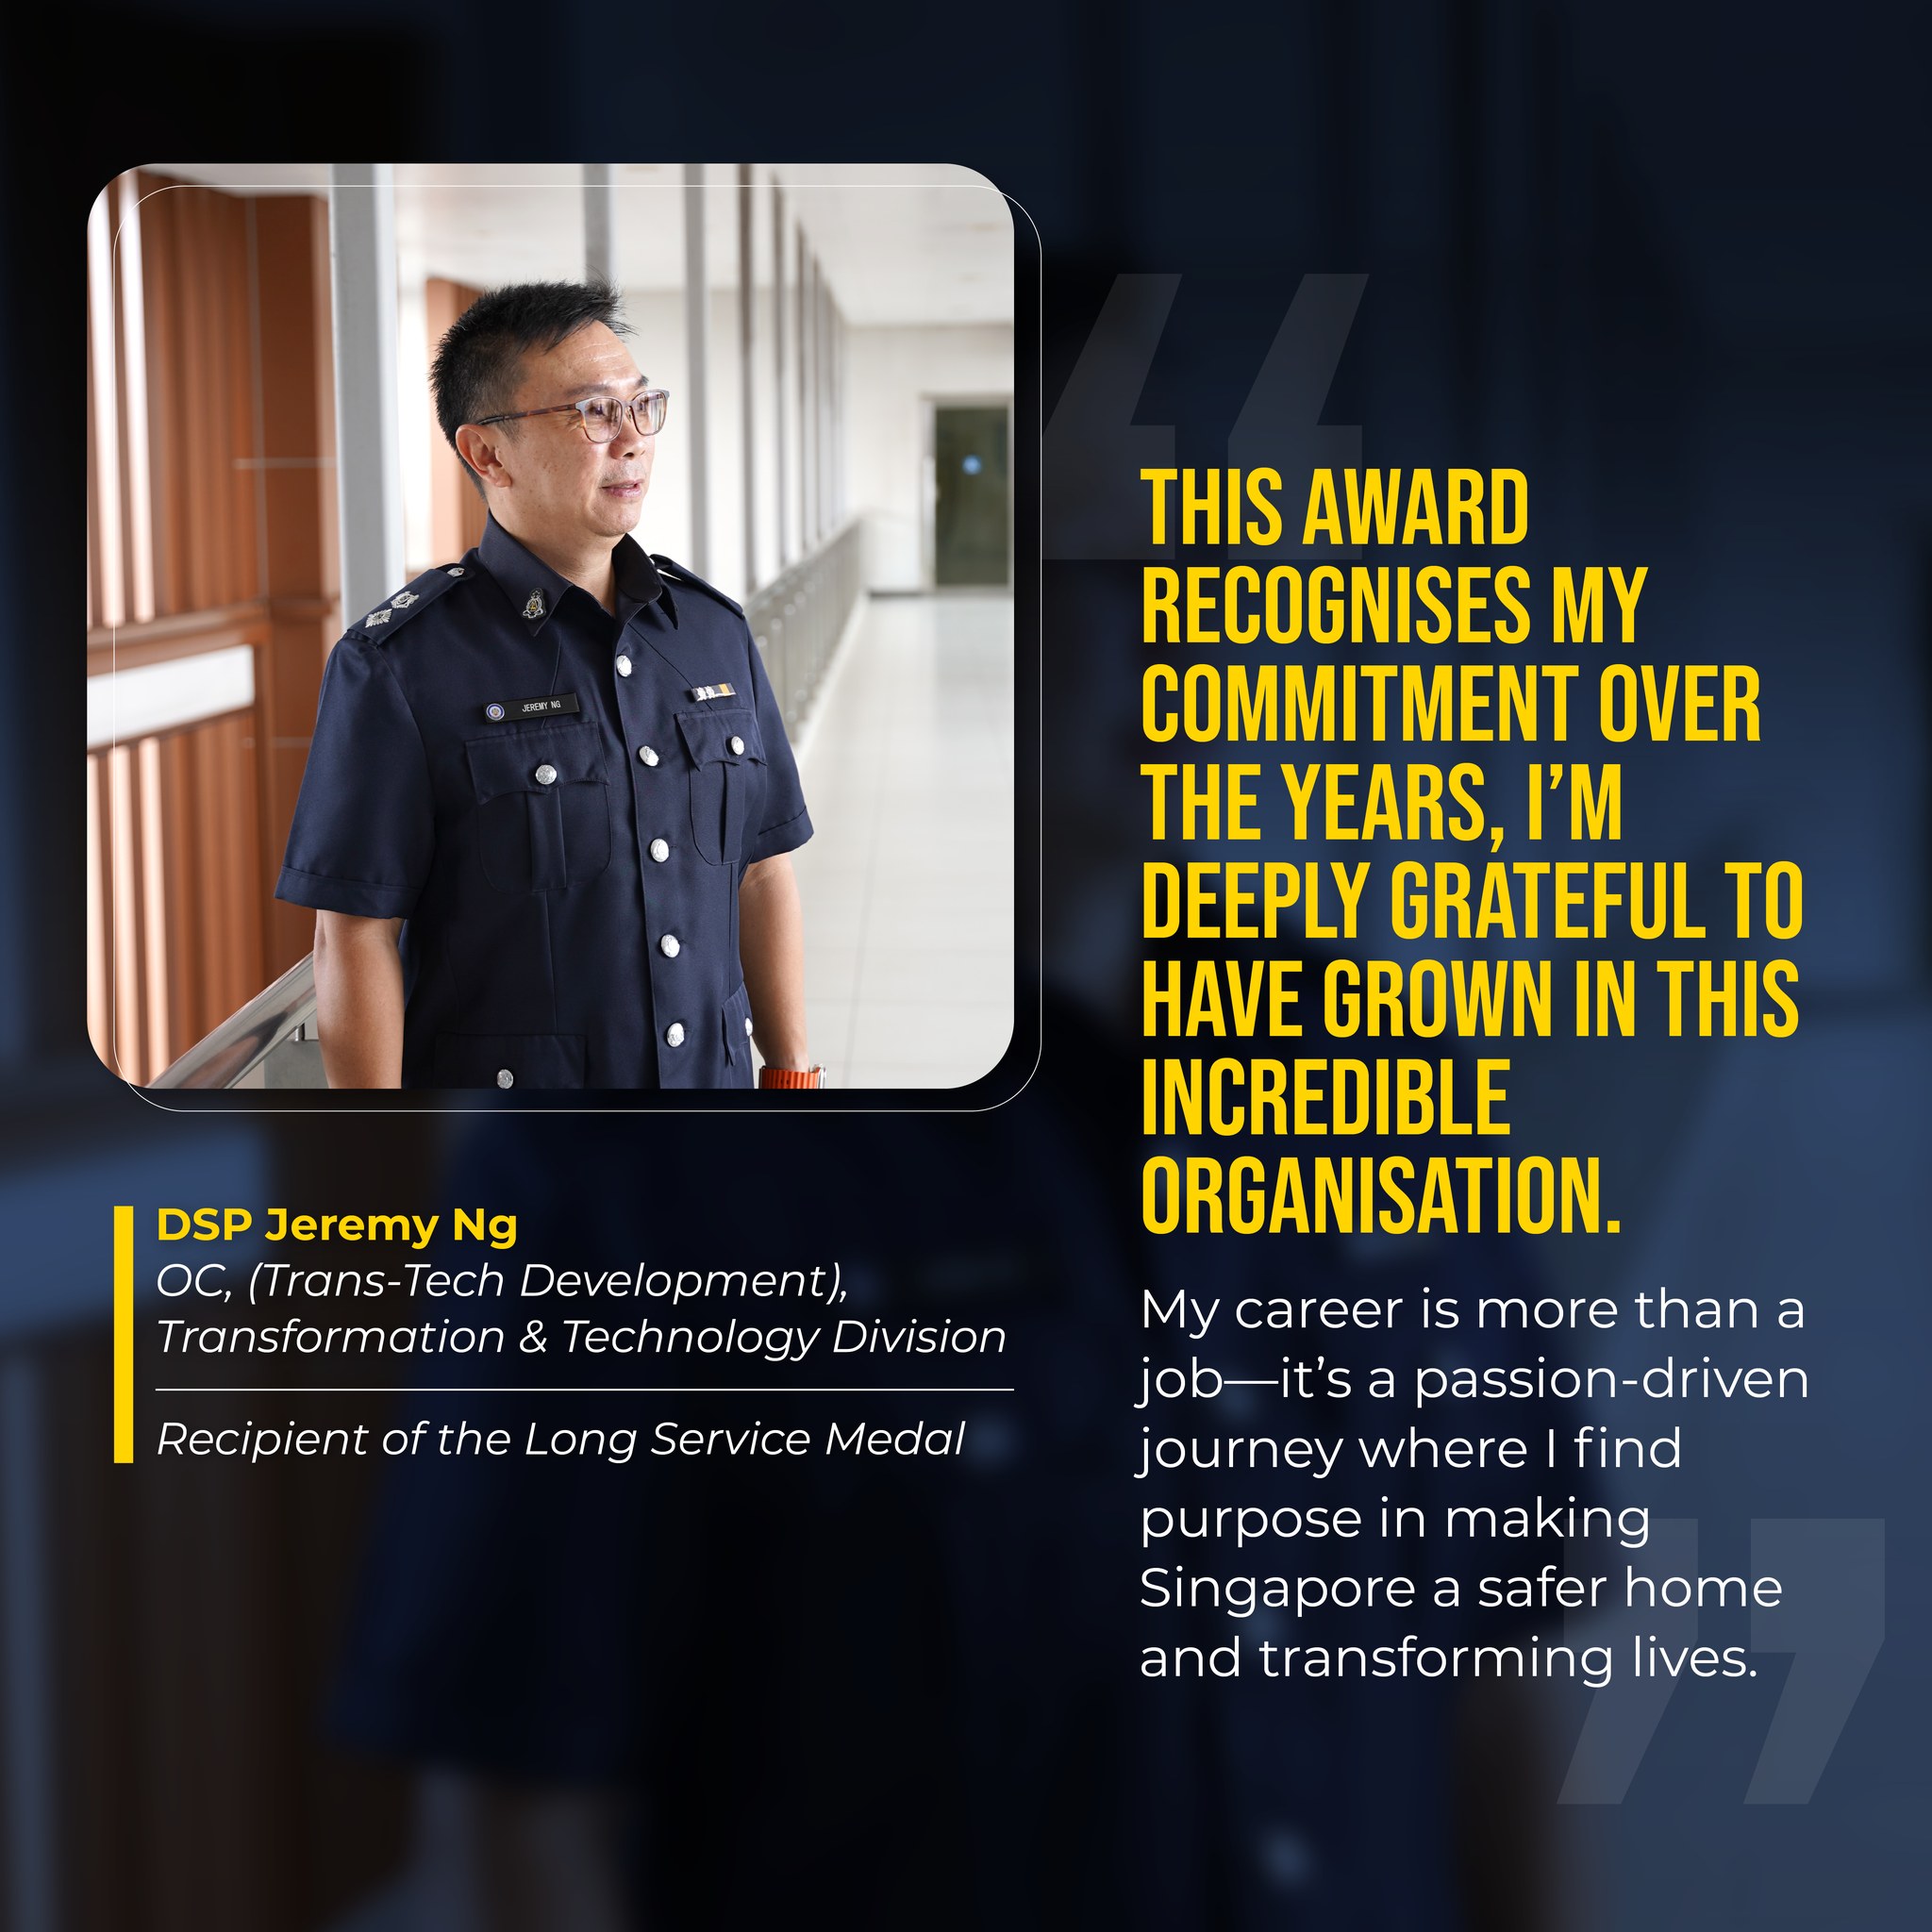 JEREMY NG
DSP Jeremy Ng
OC, (Trans-Tech Development),
Transformation & Technology Division
Recipient of the Long Service Medal
“
THIS AWARD
RECOGNISES MY
COMMITMENT OVER
THE YEARS, I’M
DEEPLY GRATEFUL TO
HAVE GROWN IN THIS
INCREDIBLE
ORGANISATION.
My career is more than a
job—it’s a passion-driven
journey where I find
purpose in making
Singapore a safer home
and transforming lives.
”